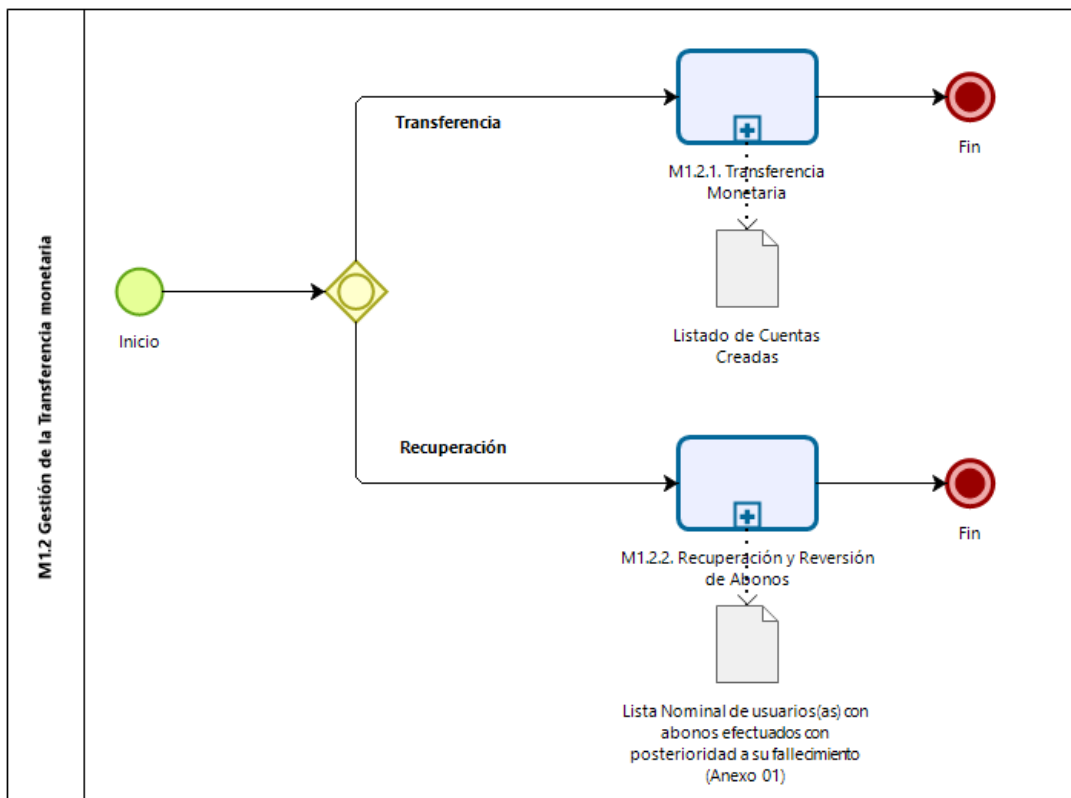 M1.2 Gestión de la Transferencia monetaria
Inicio
Transferencia
M1.2.1. Transferencia
Monetaria
Fin
Listado de Cuentas
Creadas
Recuperación
M1.2.2. Recuperación y Reversión
de Abonos
Fin
Lista Nominal de usuarios(as) con
abonos efectuados con
posterioridad a su fallecimiento
(Anexo 01)